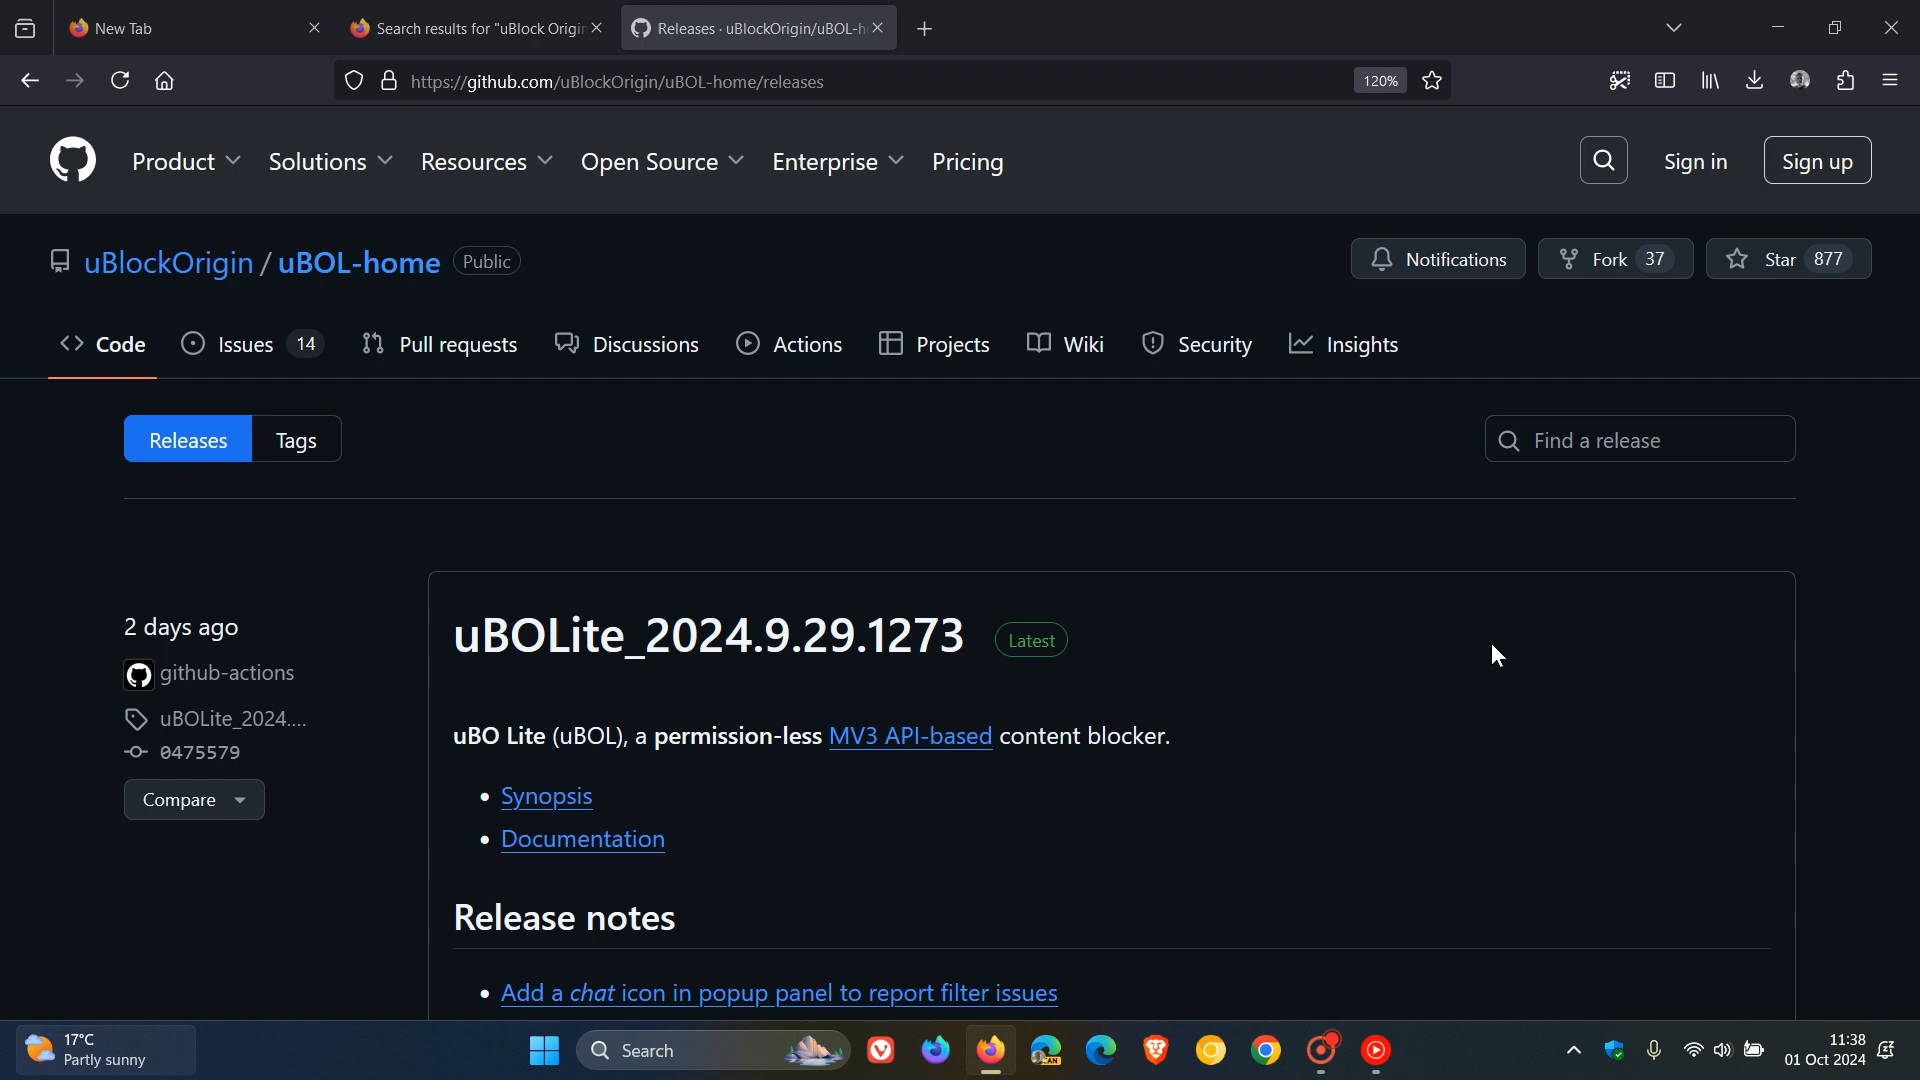 New Tab
Search results for "uBlock Origin
Releases · uBlockOrigin/uBOL-h
https://github.com/uBlockOrigin/uBOL-home/releases
120%
Product Solutions Resources Open Source Enterprise Pricing
Sign in
Sign up
uBlockOrigin / uBOL-home Public
Notifications
Fork 37
Star 877
Code
Issues 14
Pull requests
Discussions
Actions
Projects
Wiki
Security
Insights
Releases
Tags
Find a release
2 days ago
github-actions
uBOLite_2024....
0475579
Compare
uBOLite_2024.9.29.1273 Latest
uBO Lite (uBOL), a permission-less MV3 API-based content blocker.
• Synopsis
• Documentation
Release notes
• Add a chat icon in popup panel to report filter issues
17°C
Partly sunny
Search
CAN
11:38
01 Oct 2024